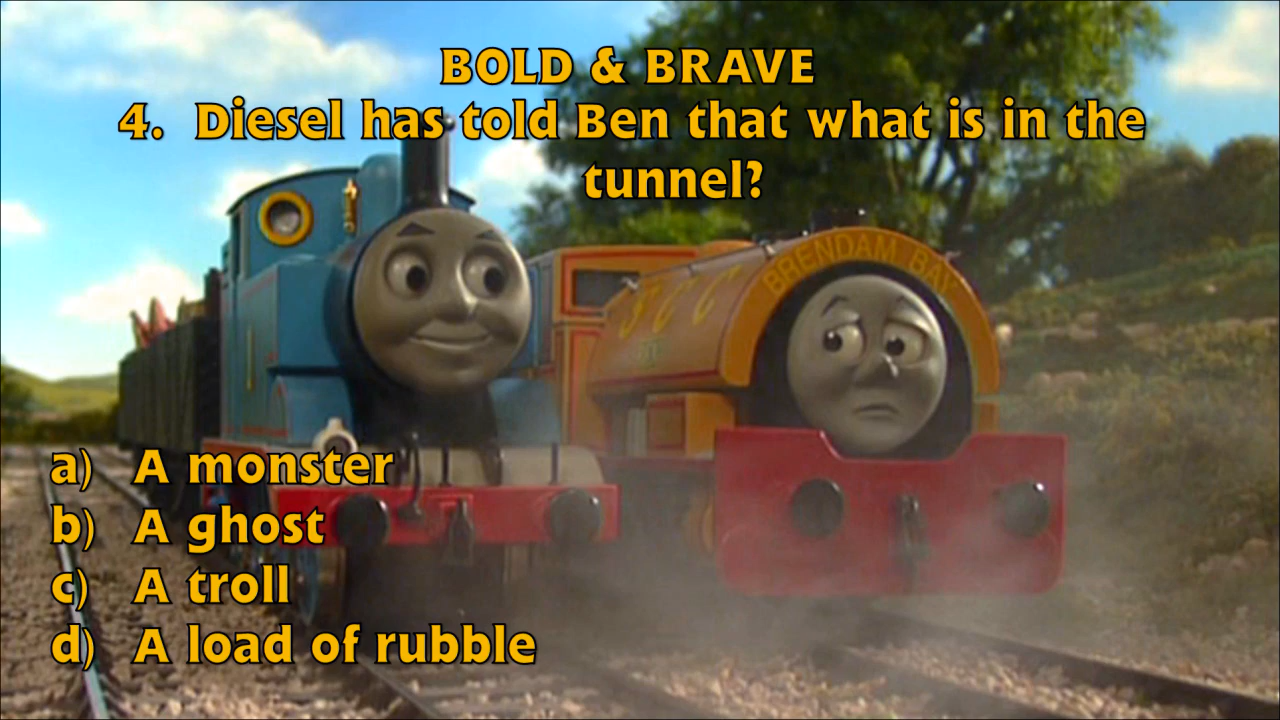 BOLD & BRAVE
4. Diesel has told Ben that what is in the
tunnel?
BRENDAM BAY
a) A monster
b) A ghost
c) A troll
d) A load of rubble